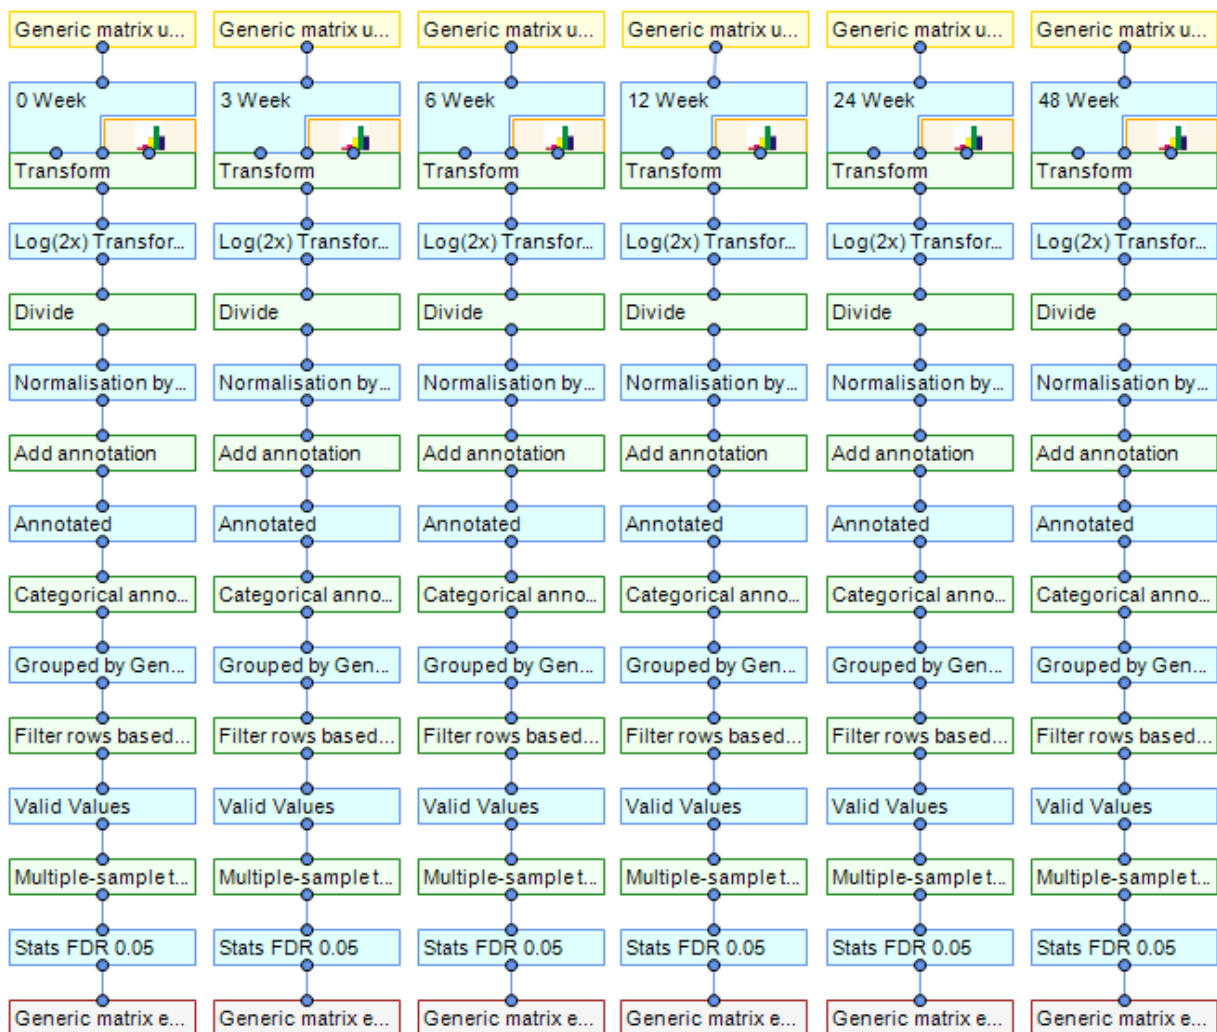 Generic matrix u... Generic matrix u... Generic matrix u... Generic matrix u... Generic matrix u... Generic matrix u...
0 Week 3 Week 6 Week 12 Week 24 Week 48 Week
Transform Transform Transform Transform Transform Transform
Log(2x) Transfor... Log(2x) Transfor... Log(2x) Transfor... Log(2x) Transfor... Log(2x) Transfor... Log(2x) Transfor...
Divide Divide Divide Divide Divide Divide
Normalisation by... Normalisation by... Normalisation by... Normalisation by... Normalisation by... Normalisation by...
Add annotation Add annotation Add annotation Add annotation Add annotation Add annotation
Annotated Annotated Annotated Annotated Annotated Annotated
Categorical anno... Categorical anno... Categorical anno... Categorical anno... Categorical anno... Categorical anno...
Grouped by Gen... Grouped by Gen... Grouped by Gen... Grouped by Gen... Grouped by Gen... Grouped by Gen...
Filter rows based... Filter rows based... Filter rows based... Filter rows based... Filter rows based... Filter rows based...
Valid Values Valid Values Valid Values Valid Values Valid Values Valid Values
Multiple-sample t... Multiple-sample t... Multiple-sample t... Multiple-sample t... Multiple-sample t... Multiple-sample t...
Stats FDR 0.05 Stats FDR 0.05 Stats FDR 0.05 Stats FDR 0.05 Stats FDR 0.05 Stats FDR 0.05
Generic matrix e... Generic matrix e... Generic matrix e... Generic matrix e... Generic matrix e... Generic matrix e...